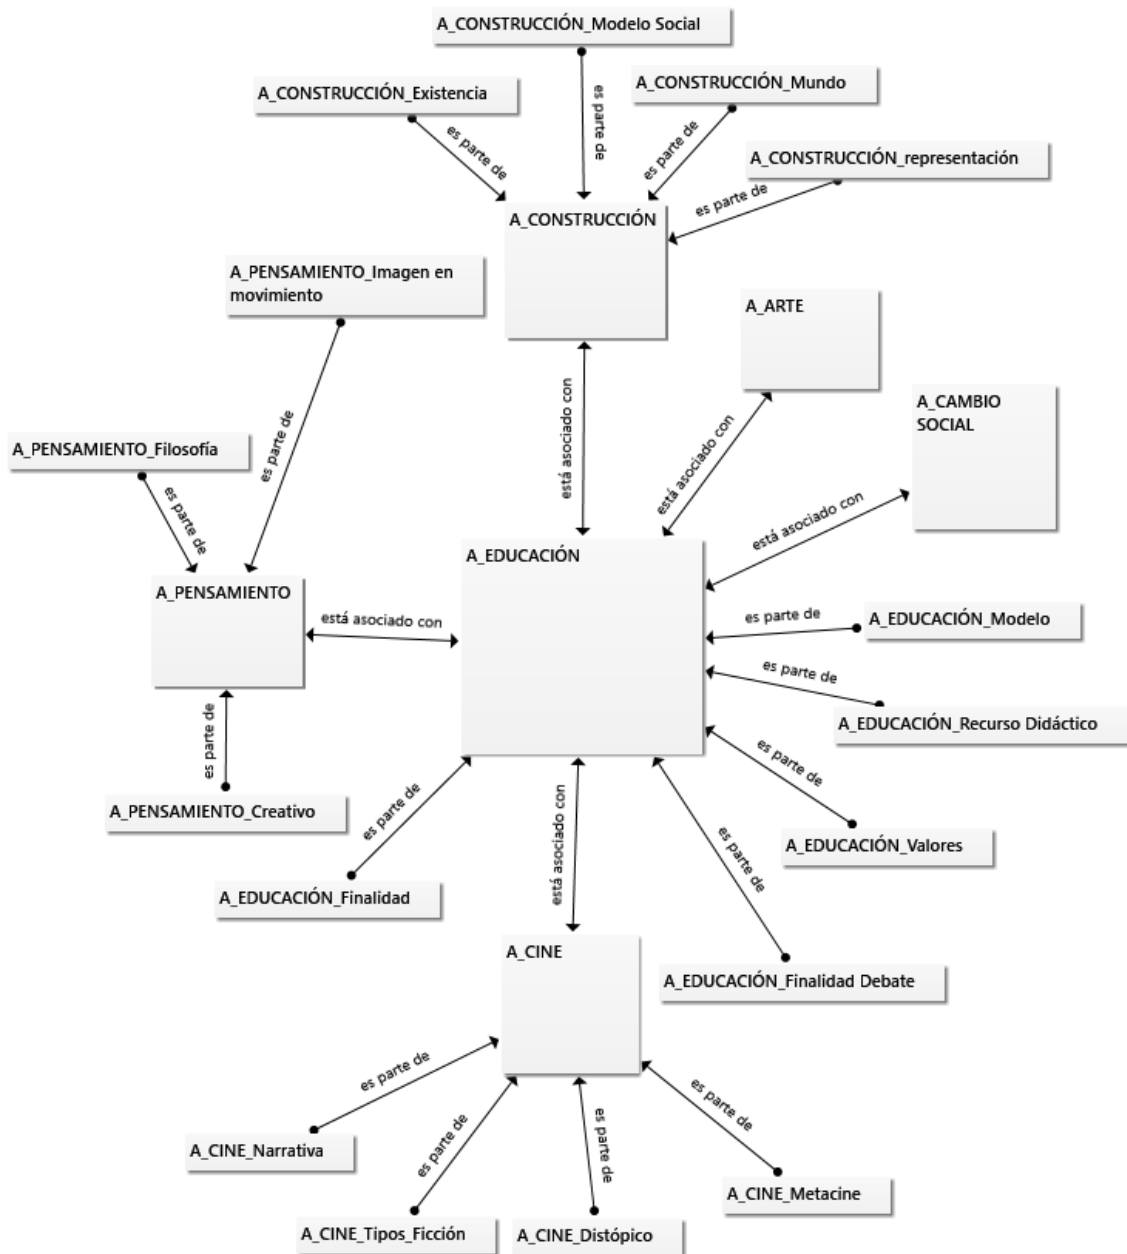 A_CONSTRUCCIÓN_Modelo Social
A_CONSTRUCCIÓN_Existencia
es parte de
es parte de
A_CONSTRUCCIÓN_Mundo
es parte de
A_CONSTRUCCIÓN_representación
es parte de
A_CONSTRUCCIÓN
A_PENSAMIENTO_Imagen en
movimiento
A_ARTE
está asociado con
está asociado con
A_CAMBIO
SOCIAL
A_PENSAMIENTO_Filosofía
es parte de
es parte de
está asociado con
A_EDUCACIÓN
A_PENSAMIENTO
está asociado con
es parte de
A_EDUCACIÓN_Modelo
es parte de
A_EDUCACIÓN_Recurso Didáctico
es parte de
A_PENSAMIENTO_Creativo
es parte de
A_EDUCACIÓN_Valores
es parte de
A_EDUCACIÓN_Finalidad
está asociado con
es parte de
A_EDUCACIÓN_Finalidad Debate
A_CINE
es parte de
A_CINE_Narrativa
es parte de
A_CINE_Tipos_Ficción
es parte de
A_CINE_Distópico
es parte de
A_CINE_Metacine